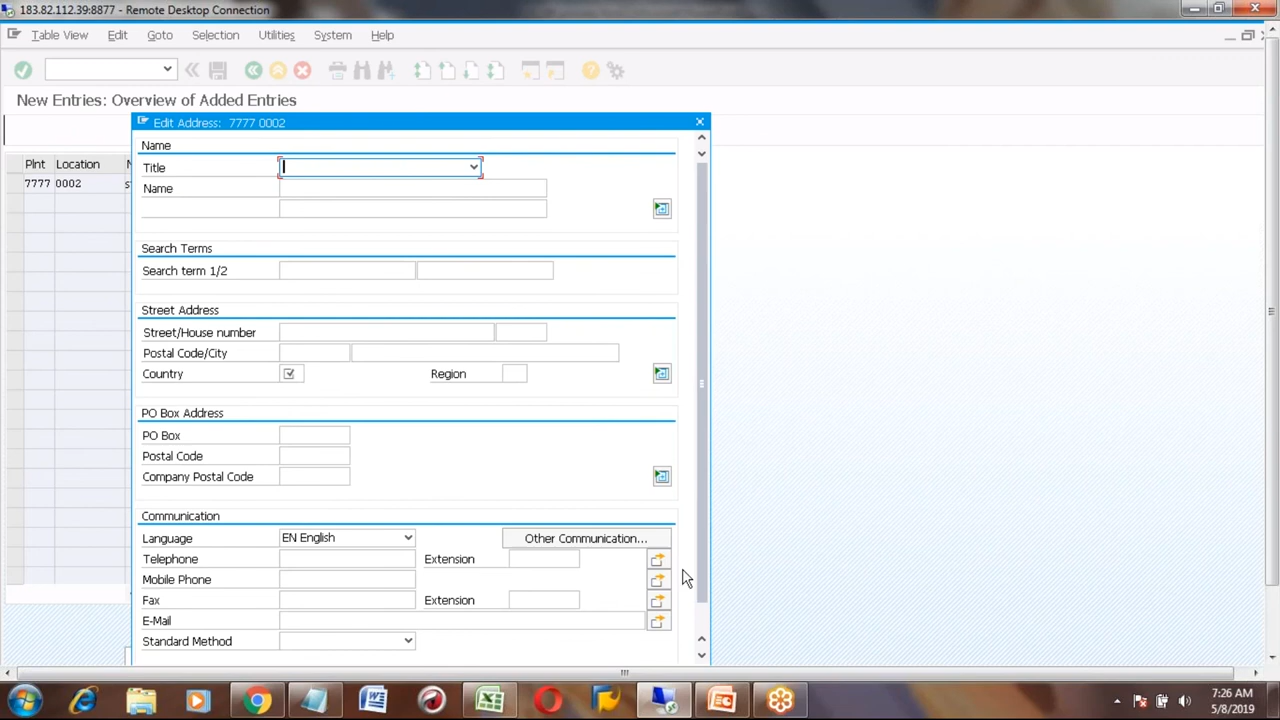 183.82.112.39:8877 - Remote Desktop Connection
Table View Edit Goto Selection Utilities System Help
New Entries: Overview of Added Entries
Edit Address: 7777 0002
Plnt Location
7777 0002
Name
Title
Name
Search Terms
Search term 1/2
Street Address
Street/House number
Postal Code/City
Country Region
PO Box Address
PO Box
Postal Code
Company Postal Code
Communication
Language EN English Other Communication...
Telephone Extension
Mobile Phone
Fax Extension
E-Mail
Standard Method
7:26 AM
5/8/2019